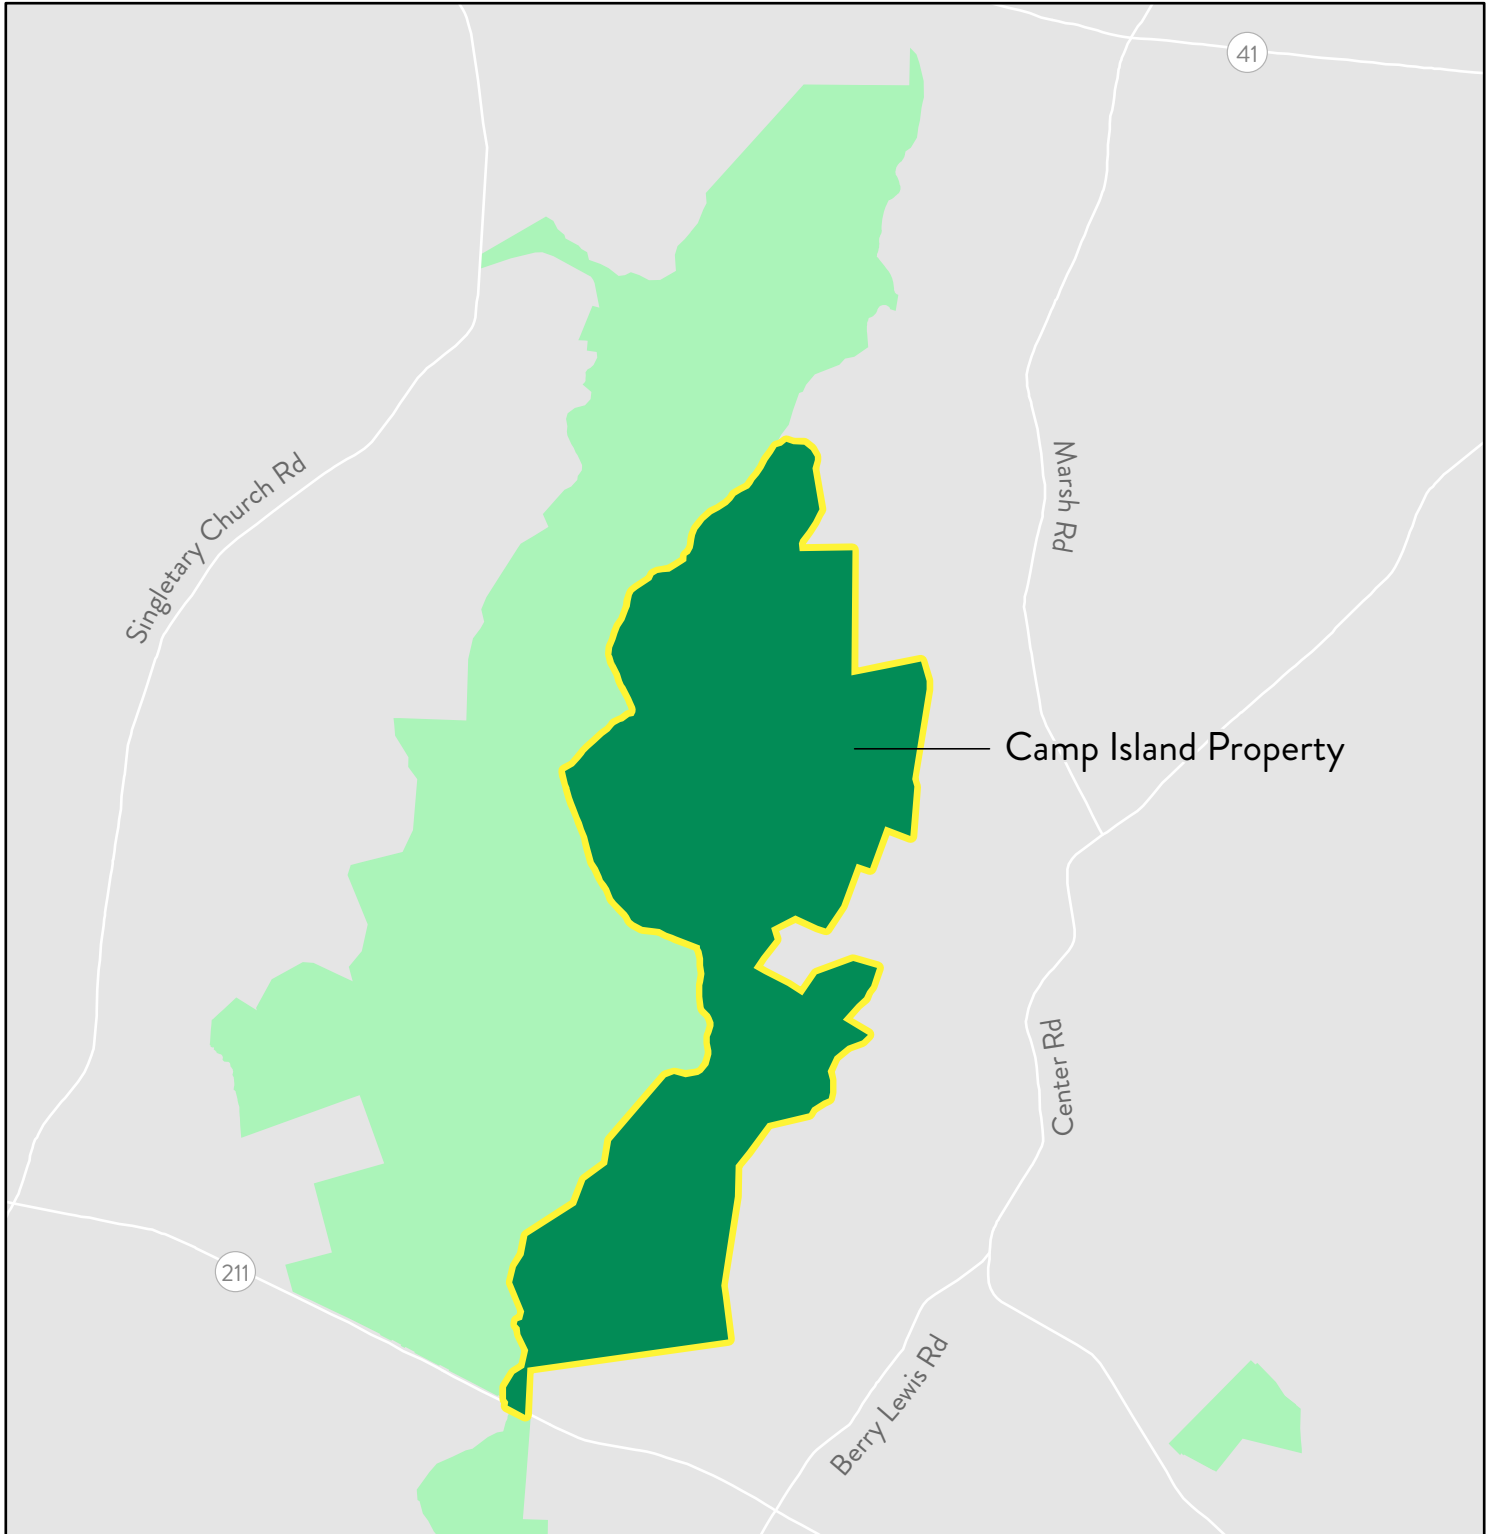 41
Singletary Church Rd
Marsh Rd
Camp Island Property
Center Rd
211
Berry Lewis Rd